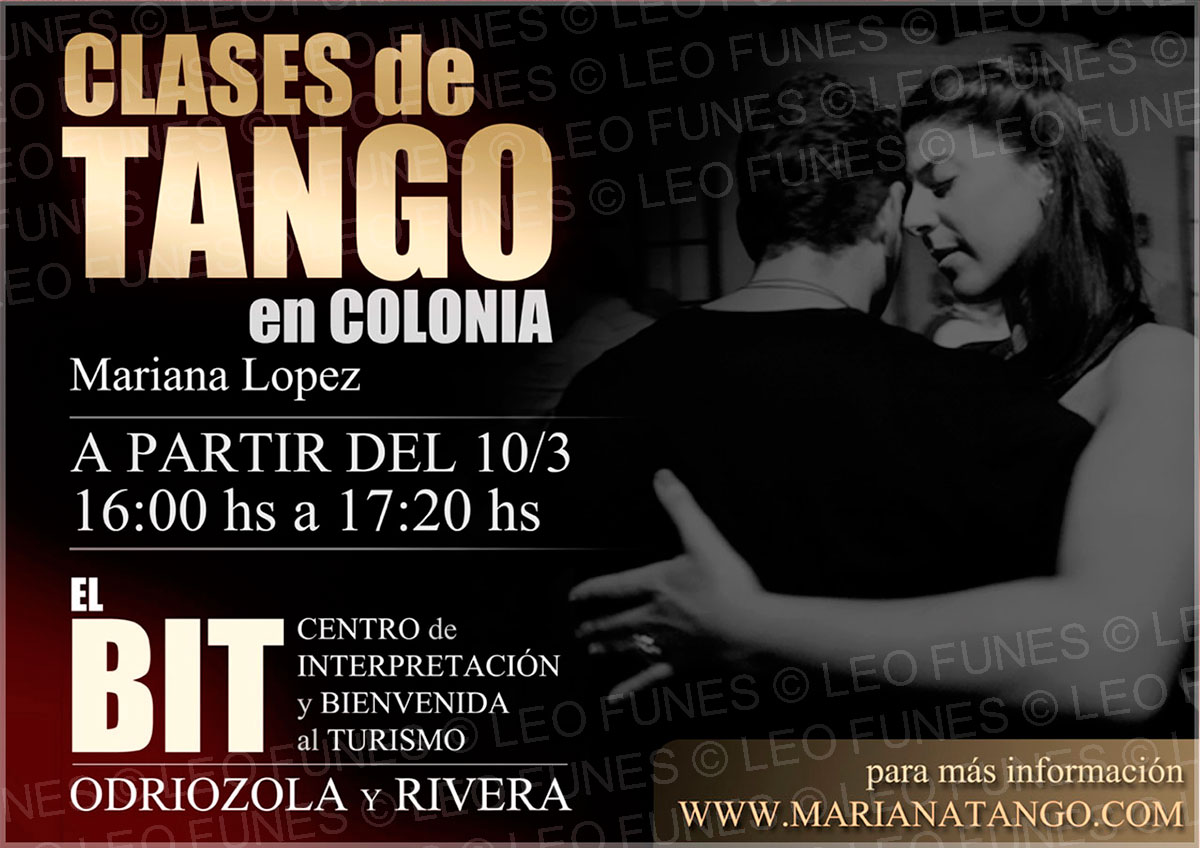 CLASES de
TANGO
en COLONIA
Mariana Lopez
A PARTIR DEL 10/3
16:00 hs a 17:20 hs
EL
BIT
CENTRO de
INTERPRETACIÓN
y BIENVENIDA
al TURISMO
ODRIOZOLA Y RIVERA
para más información
WWW.MARIANATANGO.COM
© LEO FUNES